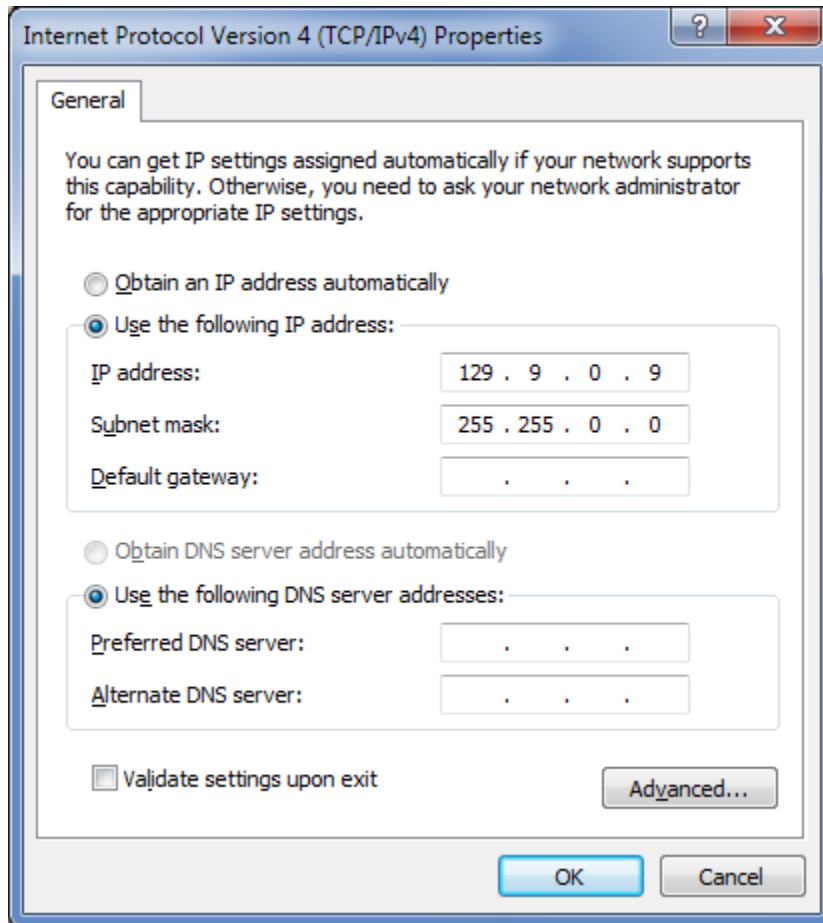 Internet Protocol Version 4 (TCP/IPv4) Properties
?
General
You can get IP settings assigned automatically if your network supports
this capability. Otherwise, you need to ask your network administrator
for the appropriate IP settings.
Obtain an IP address automatically
Use the following IP address:
IP address: 129 . 9 . 0 . 9
Subnet mask: 255 . 255 . 0 . 0
Default gateway: . . .
Obtain DNS server address automatically
Use the following DNS server addresses:
Preferred DNS server: . . .
Alternate DNS server: . . .
Validate settings upon exit
Advanced...
OK Cancel